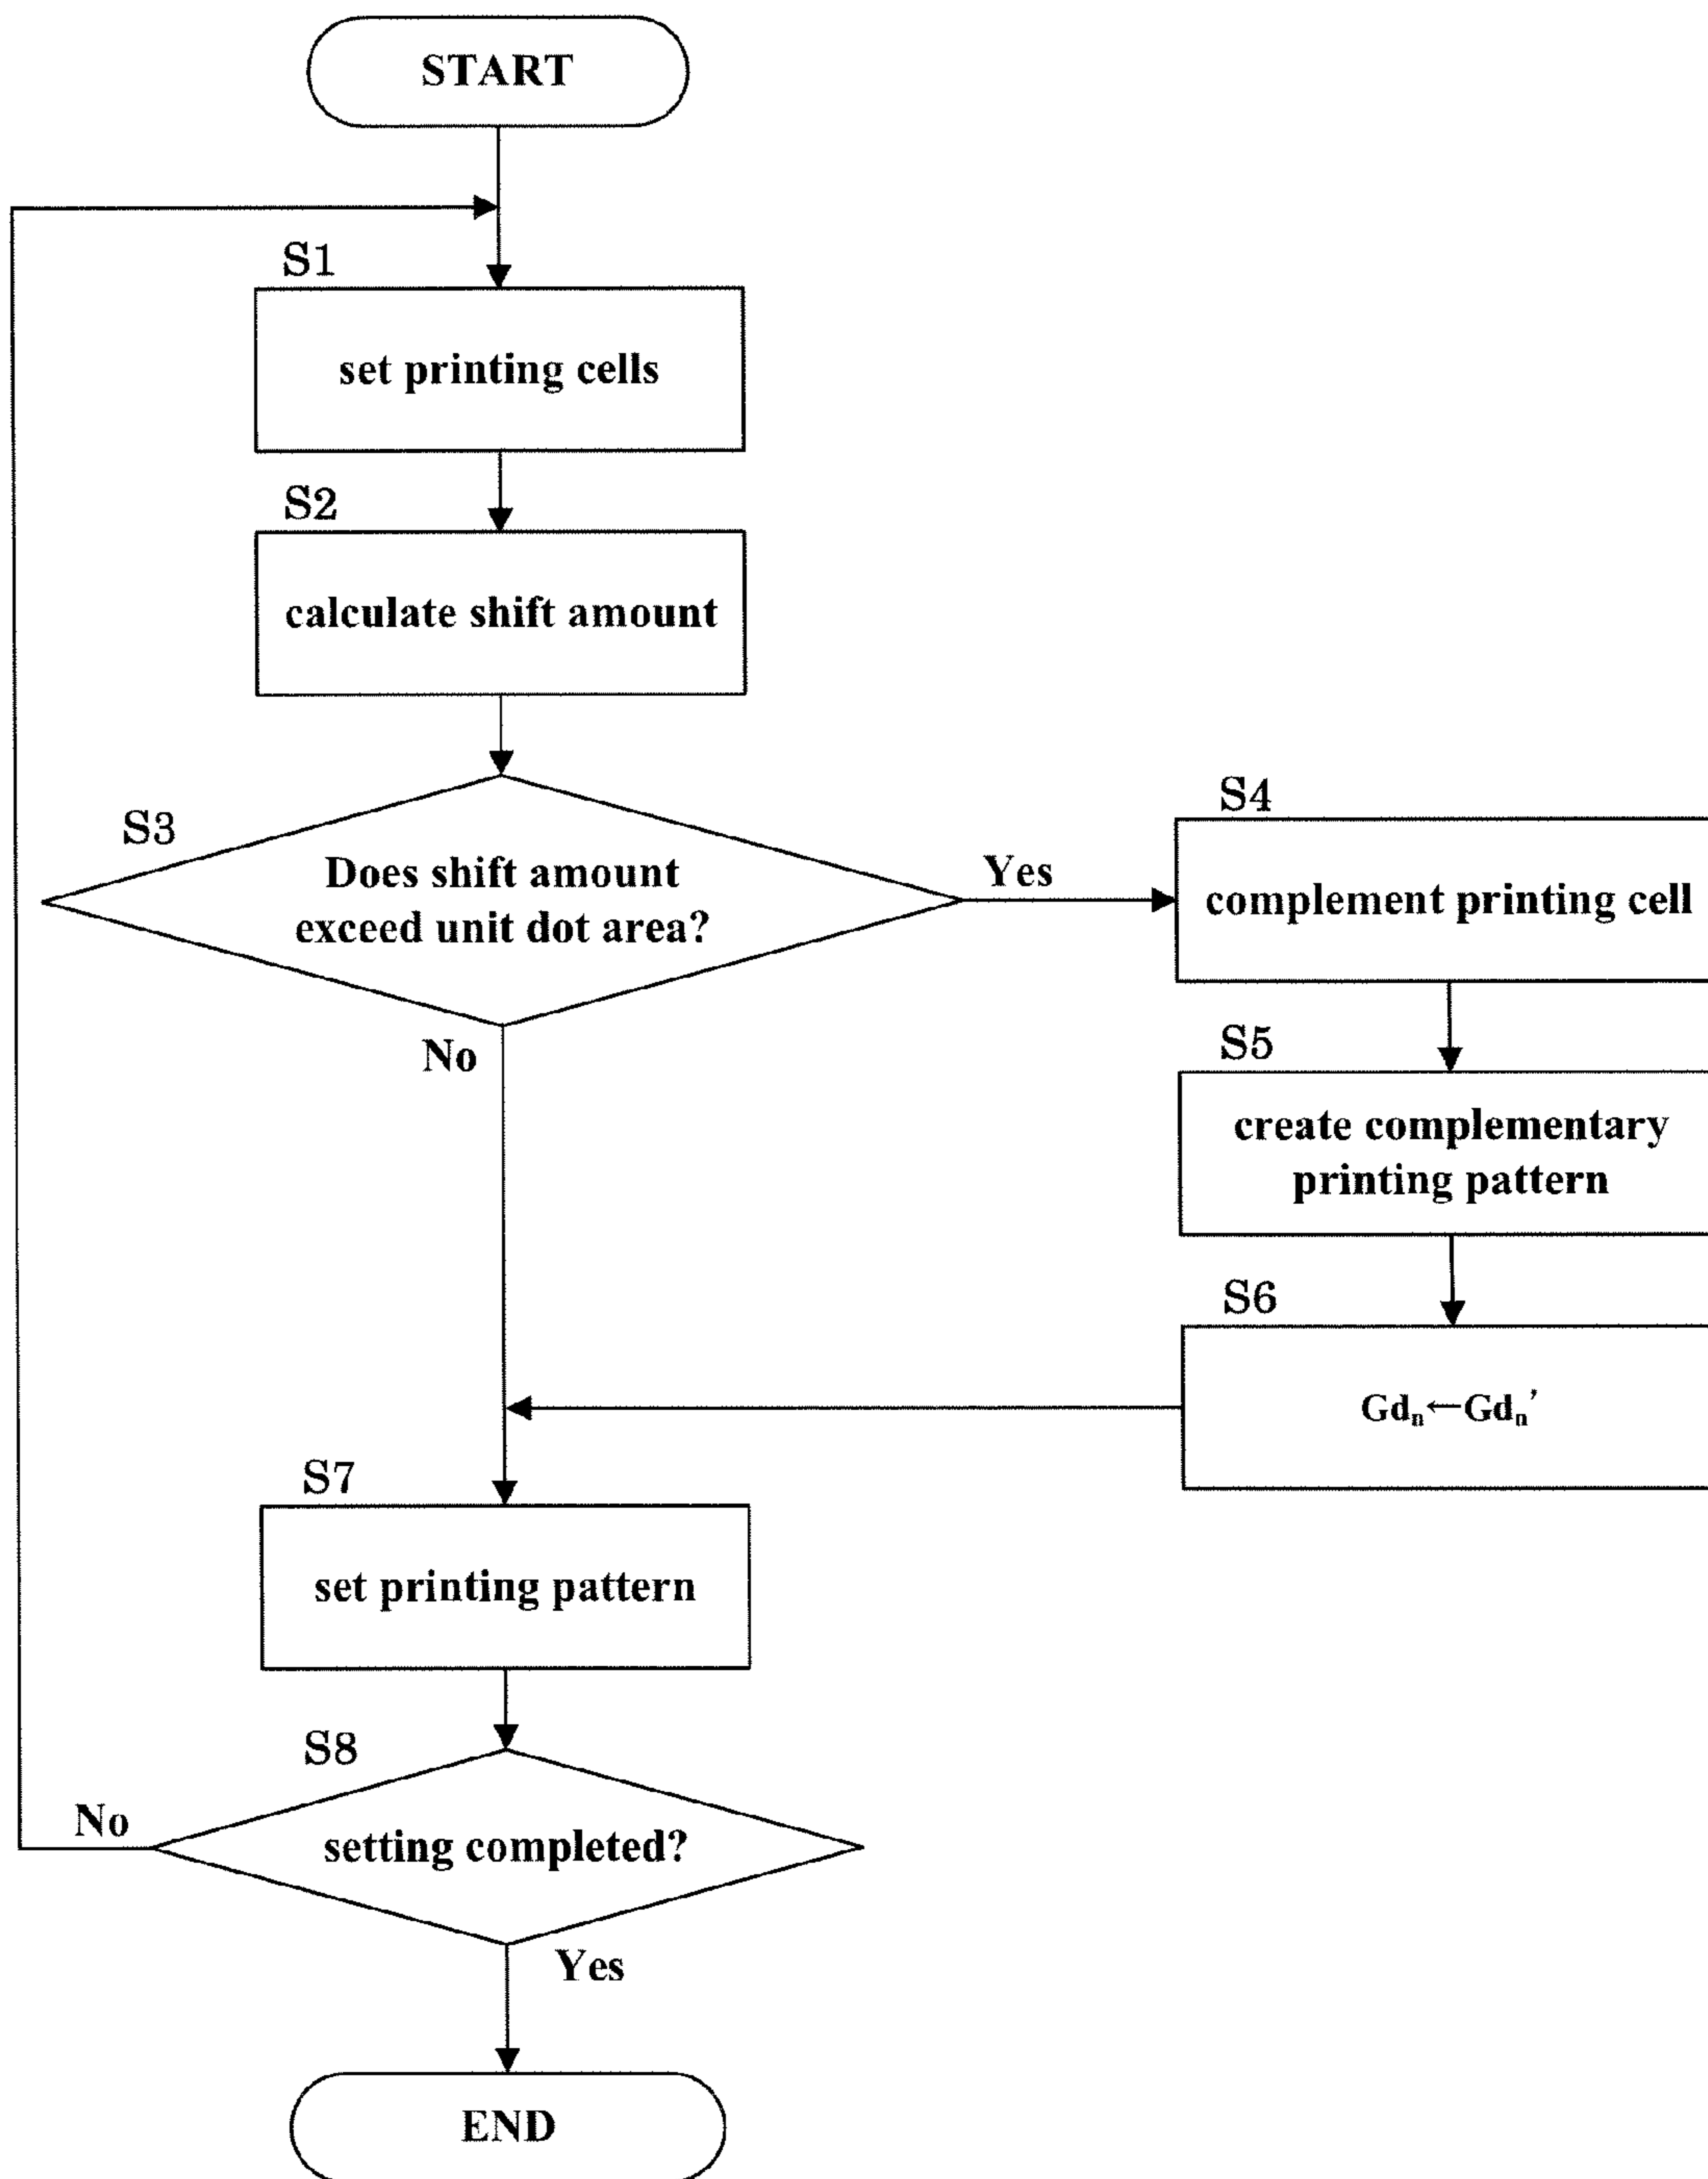 START
S1
set printing cells
S2
calculate shift amount
S3
Does shift amount
exceed unit dot area?
Yes
No
S4
complement printing cell
S5
create complementary
printing pattern
S6
Gdₙ←Gdₙ’
S7
set printing pattern
S8
setting completed?
No
Yes
END